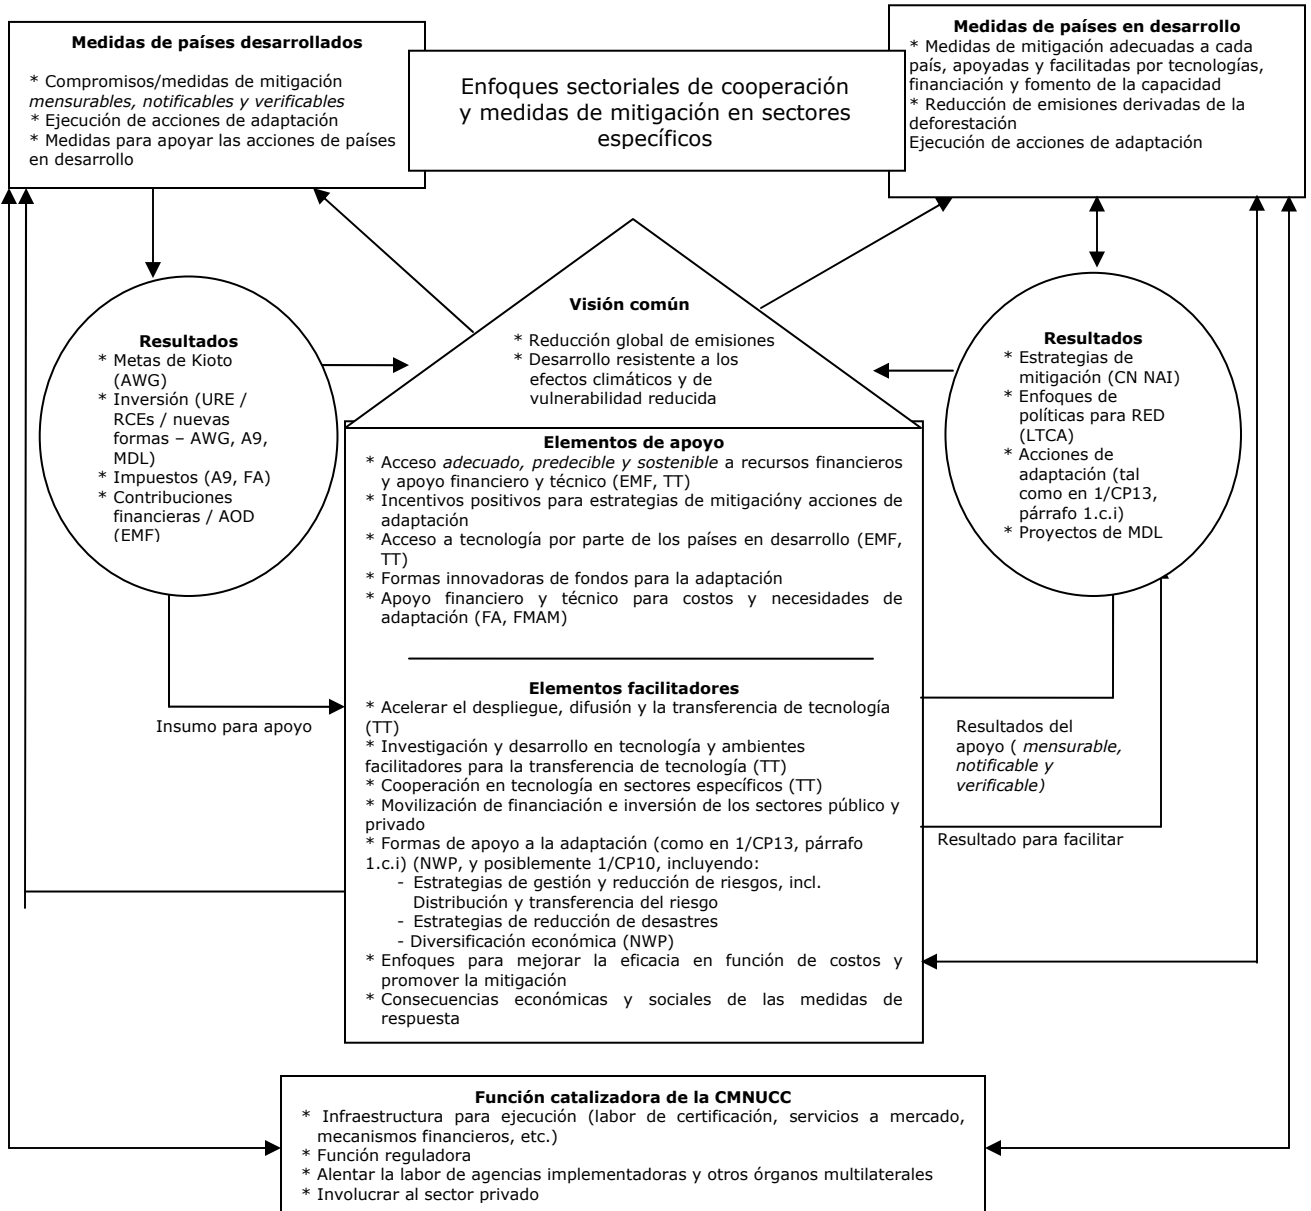 Medidas de países desarrollados
* Compromisos/medidas de mitigación
mensurables, notificables y verificables
* Ejecución de acciones de adaptación
* Medidas para apoyar las acciones de países
en desarrollo
Enfoques sectoriales de cooperación
y medidas de mitigación en sectores
específicos
Medidas de países en desarrollo
* Medidas de mitigación adecuadas a cada
país, apoyadas y facilitadas por tecnologías,
financiación y fomento de la capacidad
* Reducción de emisiones derivadas de la
deforestación
Ejecución de acciones de adaptación
Resultados
* Metas de Kioto
(AWG)
* Inversión (URE /
RCEs / nuevas
formas – AWG, A9,
MDL)
* Impuestos (A9, FA)
* Contribuciones
financieras / AOD
(EMF)
Visión común
* Reducción global de emisiones
* Desarrollo resistente a los
efectos climáticos y de
vulnerabilidad reducida
Resultados
* Estrategias de
mitigación (CN NAI)
* Enfoques de
políticas para RED
(LTCA)
* Acciones de
adaptación (tal
como en 1/CP13,
párrafo 1.c.i)
* Proyectos de MDL
Elementos de apoyo
* Acceso adecuado, predecible y sostenible a recursos financieros
y apoyo financiero y técnico (EMF, TT)
* Incentivos positivos para estrategias de mitigacióny acciones de
adaptación
* Acceso a tecnología por parte de los países en desarrollo (EMF,
TT)
* Formas innovadoras de fondos para la adaptación
* Apoyo financiero y técnico para costos y necesidades de
adaptación (FA, FMAM)
Elementos facilitadores
* Acelerar el despliegue, difusión y la transferencia de tecnología
(TT)
* Investigación y desarrollo en tecnología y ambientes
facilitadores para la transferencia de tecnología (TT)
* Cooperación en tecnología en sectores específicos (TT)
* Movilización de financiación e inversión de los sectores público y
privado
* Formas de apoyo a la adaptación (como en 1/CP13, párrafo
1.c.i) (NWP, y posiblemente 1/CP10, incluyendo:
- Estrategias de gestión y reducción de riesgos, incl.
Distribución y transferencia del riesgo
- Estrategias de reducción de desastres
- Diversificación económica (NWP)
* Enfoques para mejorar la eficacia en función de costos y
promover la mitigación
* Consecuencias económicas y sociales de las medidas de
respuesta
Insumo para apoyo
Resultados del
apoyo ( mensurable,
notificable y
verificable)
Resultado para facilitar
Función catalizadora de la CMNUCC
* Infraestructura para ejecución (labor de certificación, servicios a mercado,
mecanismos financieros, etc.)
* Función reguladora
* Alentar la labor de agencias implementadoras y otros órganos multilaterales
* Involucrar al sector privado